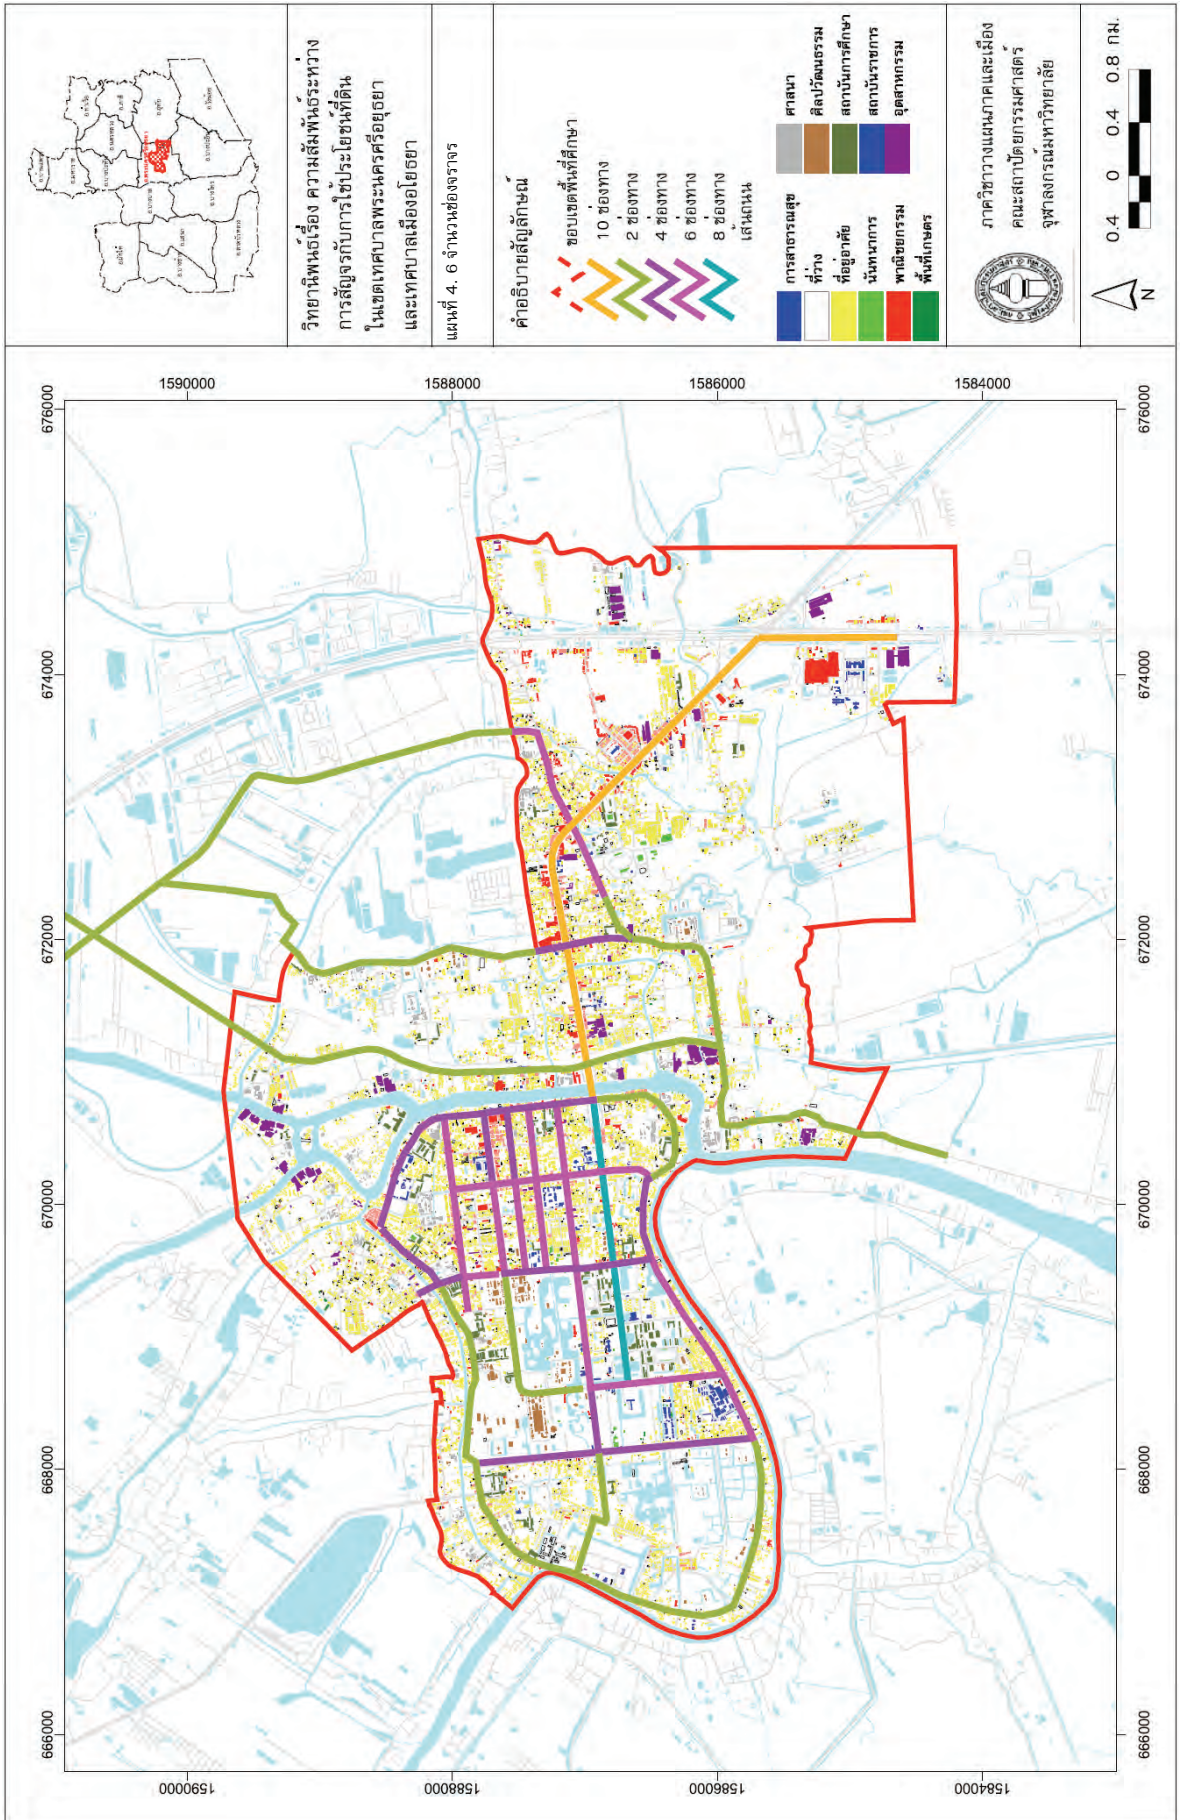 วิทยานิพนธ์เรื่อง ความสัมพันธ์ระหว่าง
การสัญจรกับการใช้ประโยชน์ที่ดิน
ในเขตเทศบาลพระนครศรีอยุธยา
และเทศบาลเมืองอโยธยา
แผนที่ 4. 6 จำนวนช่องจราจร
คำอธิบายสัญลักษณ์
ขอบเขตพื้นที่ศึกษา
10 ช่องทาง
2 ช่องทาง
4 ช่องทาง
6 ช่องทาง
8 ช่องทาง
เส้นถนน
การสาธารณสุข
ที่ว่าง
ที่อยู่อาศัย
นันทนาการ
พาณิชยกรรม
พื้นที่เกษตร
ศาสนา
ศิลปวัฒนธรรม
สถาบันการศึกษา
สถาบันราชการ
อุตสาหกรรม
ภาควิชาวางแผนภาคและเมือง
คณะสถาปัตยกรรมศาสตร์
จุฬาลงกรณ์มหาวิทยาลัย
N
0.4 0 0.4 0.8 กม.
666000 668000 670000 672000 674000 676000
1590000
1588000
1586000
1584000
666000 668000 670000 672000 674000 676000
1590000
1588000
1586000
1584000